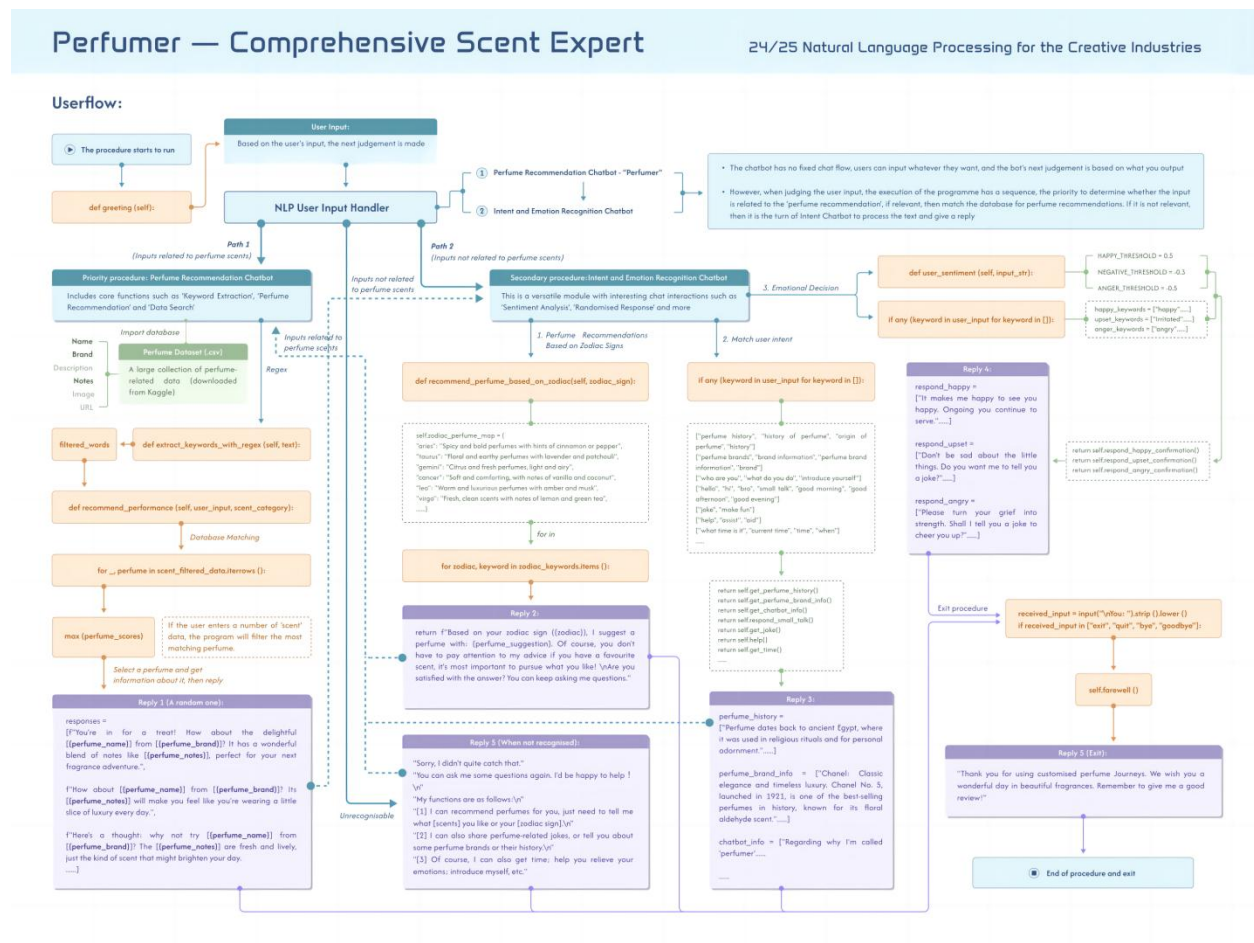 Perfumer — Comprehensive Scent Expert
24/25 Natural Language Processing for the Creative Industries
Userflow:
The procedure starts to run
def greeting (self):
User Input:
Based on the user's input, the next judgement is made
NLP User Input Handler
1 Perfume Recommendation Chatbot - "Perfumer"
2 Intent and Emotion Recognition Chatbot
• The chatbot has no fixed chat flow, users can input whatever they want, and the bot's next judgement is based on what you output
• However, when judging the user input, the execution of the programme has a sequence, the priority to determine whether the input
is related to the 'perfume recommendation', if relevant, then match the database for perfume recommendations. If it is not relevant,
then it is the turn of Intent Chatbot to process the text and give a reply
Path 1
(Inputs related to perfume scents)
Path 2
(Inputs not related to perfume scents)
Priority procedure: Perfume Recommendation Chatbot
Includes core functions such as 'Keyword Extraction', 'Perfume
Recommendation' and 'Data Search'
Inputs not related
to perfume scents
Secondary procedure:Intent and Emotion Recognition Chatbot
This is a versatile module with interesting chat interactions such as
'Sentiment Analysis', 'Randomised Response' and more
3. Emotional Decision
def user_sentiment (self, input_str):
HAPPY_THRESHOLD = 0.5
NEGATIVE_THRESHOLD = -0.3
ANGER_THRESHOLD = -0.5
if any (keyword in user_input for keyword in []):
happy_keywards = ["happy".....]
upset_keywords = ["Irritated".....]
anger_keywords = ["angry".....]
Import database
Name
Brand
Description
Notes
Image
URL
Perfume Dataset [.csv]
A large collection of perfume-
related data (downloaded
from Kaggle)
Inputs related to
perfume scents
Regex
filtered_words
def extract_keywords_with_regex (self, text):
def recommend_performance (self, user_input, scent_category):
Database Matching
for _, perfume in scent_filtered_data.iterrows ():
max (perfume_scores)
If the user enters a number of 'scent'
data, the program will filter the most
matching perfume.
Select a perfume and get
information about it, then reply
Reply 1 (A random one):
responses =
[f"You're in for a treat! How about the delightful
[{perfume_name}] from [{perfume_brand}]? It has a wonderful
blend of notes like [{perfume_notes}], perfect for your next
fragrance adventure.",
f"How about [{perfume_name}] from [{perfume_brand}]? Its
[{perfume_notes}] will make you feel like you're wearing a little
slice of luxury every day.",
f"Here's a thought: why not try [{perfume_name}] from
[{perfume_brand}]? The [{perfume_notes}] are fresh and lively,
just the kind of scent that might brighten your day.
.....]
1. Perfume Recommendations
Based on Zodiac Signs
def recommend_perfume_based_on_zodiac(self, zodiac_sign):
self.zodiac_perfume_map = {
"aries": "Spicy and bold perfumes with hints of cinnamon or pepper",
"taurus": "Floral and earthy perfumes with lavender and patchouli",
"gemini": "Citrus and fresh perfumes, light and airy",
"cancer": "Soft and comforting, with notes of vanilla and coconut",
"leo": "Warm and luxurious perfumes with amber and musk",
"virgo": "Fresh, clean scents with notes of lemon and green tea",
.....}
for in
for zodiac, keyword in zodiac_keywords.items ():
Reply 2:
return f"Based on your zodiac sign ({zodiac}), I suggest a
perfume with: {perfume_suggestion}. Of course, you don't
have to pay attention to my advice if you have a favourite
scent, it's most important to pursue what you like! \nAre you
satisfied with the answer? You can keep asking me questions."
Reply 5 (When not recognised):
"Sorry, I didn't quite catch that."
"You can ask me some questions again. I'd be happy to help！
\n"
"My functions are as follows:\n"
"[1] I can recommend perfumes for you, just need to tell me
what [scents] you like or your [zodiac sign].\n"
"[2] I can also share perfume-related jokes, or tell you about
some perfume brands or their history.\n"
"[3] Of course, I can also get time; help you relieve your
emotions; introduce myself, etc."
Unrecognisable
2. Match user intent
if any (keyword in user_input for keyword in []):
["perfume history", "history of perfume", "origin of
perfume", "history"]
["perfume brands", "brand information", "perfume brand
information", "brand"]
["who are you", "what do you do", "introduce yourself"]
["hello", "hi", "bro", "small talk", "good morning", "good
afternoon", "good evening"]
["joke", "make fun"]
["help", "assist", "aid"]
["what time is it", "current time", "time", "when"]
.....
return self.get_perfume_history()
return self.get_perfume_brand_info()
return self.get_chatbot_info()
return self.respond_small_talk()
return self.get_joke()
return self.help()
return self.get_time()
.....
Reply 3:
perfume_history =
["Perfume dates back to ancient Egypt, where
it was used in religious rituals and for personal
adornment.".....]
perfume_brand_info = ["Chanel: Classic
elegance and timeless luxury. Chanel No. 5,
launched in 1921, is one of the best-selling
perfumes in history, known for its floral
aldehyde scent.".....]
chatbot_info = ["Regarding why I'm called
'perfumer'.....
.....
Reply 4:
respond_happy =
["It makes me happy to see you
happy. Ongoing you continue to
serve.".....]
respond_upset =
["Don't be sad about the little
things. Do you want me to tell you
a joke?".....]
respond_angry =
["Please turn your grief into
strength. Shall I tell you a joke to
cheer you up?".....]
return self.respond_happy_confirmation()
return self.respond_upset_confirmation()
return self.respond_angry_confirmation()
Exit procedure
received_input = input("\nYou: ").strip ().lower ()
if received_input in ["exit", "quit", "bye", "goodbye"]:
self.farewell ()
Reply 5 (Exit):
"Thank you for using customised perfume Journeys. We wish you a
wonderful day in beautiful fragrances. Remember to give me a good
review!"
End of procedure and exit